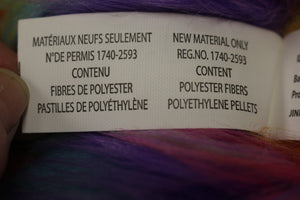 MATÉRIAUX NEUFS SEULEMENT
N°DE PERMIS 1740-2593
CONTENU
FIBRES DE POLYESTER
PASTILLES DE POLYÉTHYLÈNE
NEW MATERIAL ONLY
REG.NO. 1740-2593
CONTENT
POLYESTER FIBERS
POLYETHYLENE PELLETS